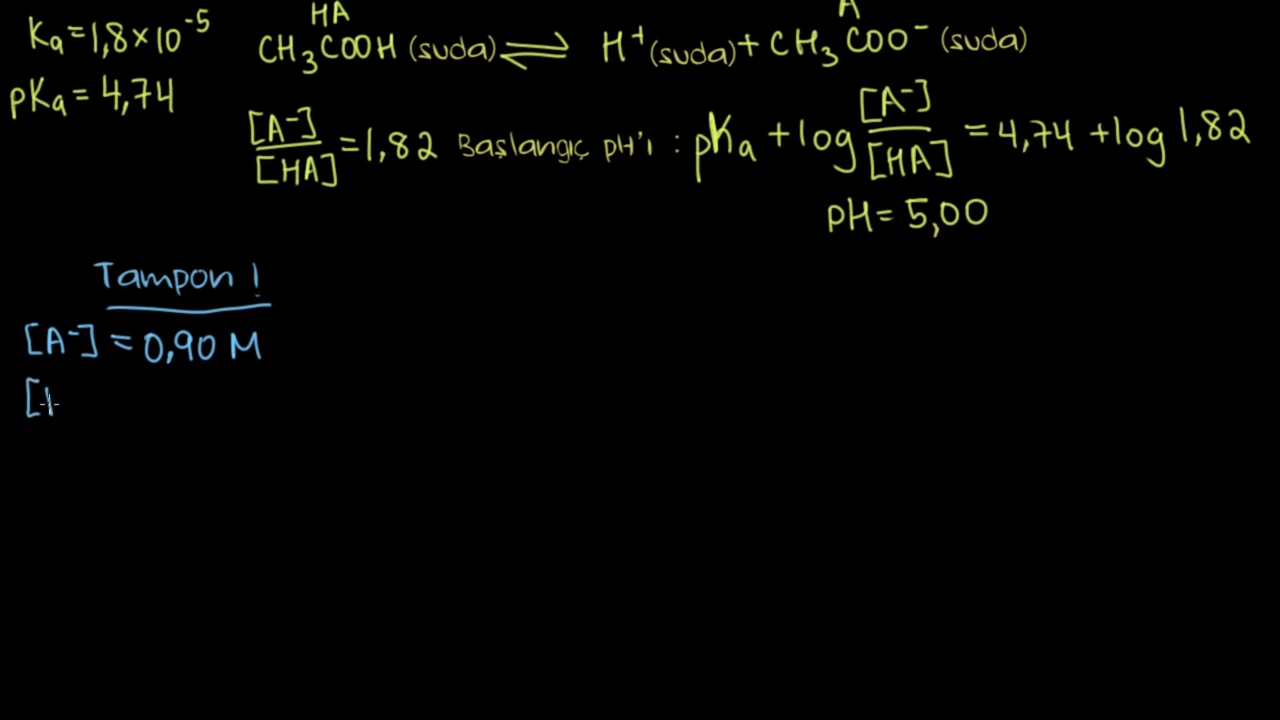 HA A
Ka = 1,8 × 10⁻⁵ CH₃COOH (suda) ⇌ H⁺ (suda) + CH₃COO⁻ (suda)
pKa = 4,74
[A⁻]/[HA] = 1,82 Başlangıç pH'ı : pKa + log [A⁻]/[HA] = 4,74 + log 1,82
pH = 5,00
Tampon 1
[A⁻] = 0,90 M
[